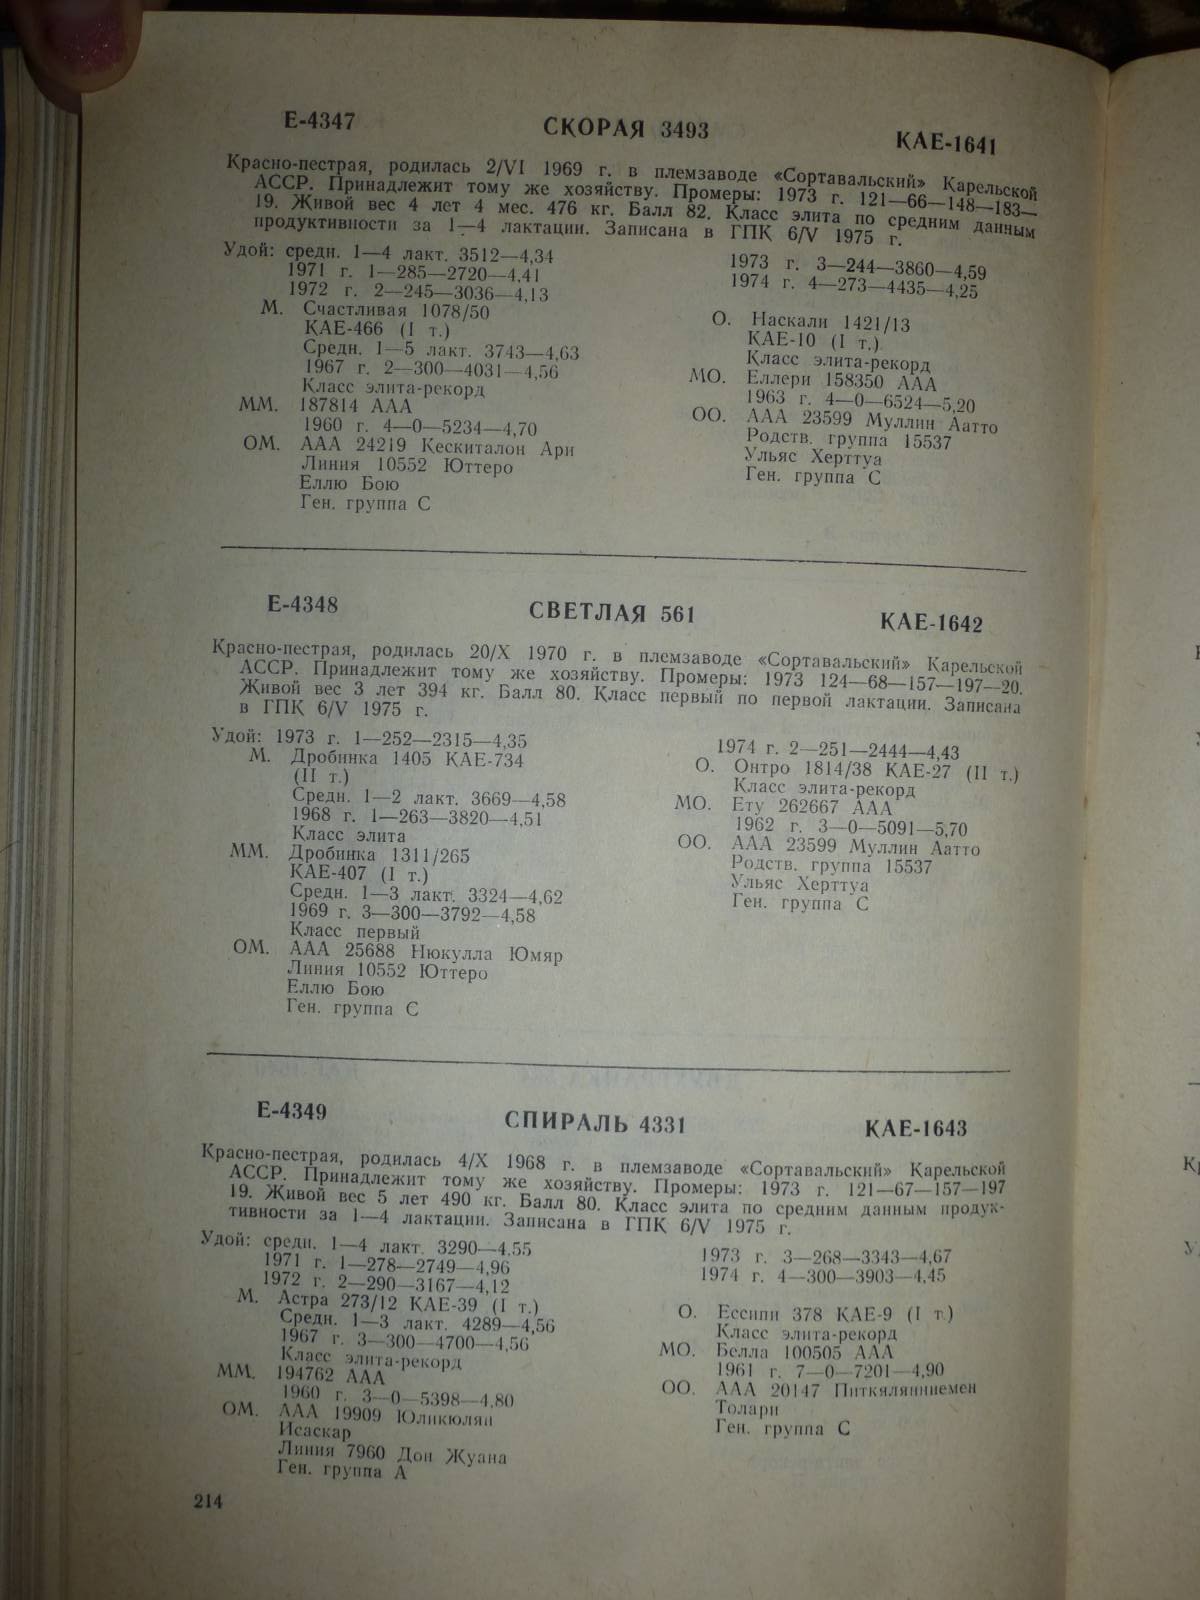 Е-4347 СКОРАЯ 3493 КАЕ-1641
Красно-пестрая, родилась 2/VI 1969 г. в племзаводе «Сортавальский» Карельской
АССР. Принадлежит тому же хозяйству. Промеры: 1973 г. 121—66—148—183—
19. Живой вес 4 лет 4 мес. 476 кг. Балл 82. Класс элита по средним данным
продуктивности за 1—4 лактации. Записана в ГПК 6/V 1975 г.
Удой: средн. 1—4 лакт. 3512—4,34
1971 г. 1—285—2720—4,41
1972 г. 2—245—3036—4,13
М. Счастливая 1078/50
КАЕ-466 (I т.)
Средн. 1—5 лакт. 3743—4,63
1967 г. 2—300—4031—4,56
Класс элита-рекорд
ММ. 187814 ААА
1960 г. 4—0—5234—4,70
ОМ. ААА 24219 Кескиталон Ари
Линия 10552 Юттеро
Еллю Бою
Ген. группа С
1973 г. 3—244—3860—4,59
1974 г. 4—273—4435—4,25
О. Наскали 1421/13
КАЕ-10 (I т.)
Класс элита-рекорд
МО. Еллери 158350 ААА
1963 г. 4—0—6524—5,20
ОО. ААА 23599 Муллин Аатто
Родств. группа 15537
Ульяс Херттуа
Ген. группа С
Е-4348 СВЕТЛАЯ 561 КАЕ-1642
Красно-пестрая, родилась 20/X 1970 г. в племзаводе «Сортавальский» Карельской
АССР. Принадлежит тому же хозяйству. Промеры: 1973 124—68—157—197—20.
Живой вес 3 лет 394 кг. Балл 80. Класс первый по первой лактации. Записана
в ГПК 6/V 1975 г.
Удой: 1973 г. 1—252—2315—4,35
М. Дробинка 1405 КАЕ-734
(II т.)
Средн. 1—2 лакт. 3669—4,58
1968 г. 1—263—3820—4,51
Класс элита
ММ. Дробинка 1311/265
КАЕ-407 (I т.)
Средн. 1—3 лакт. 3324—4,62
1969 г. 3—300—3792—4,58
Класс первый
ОМ. ААА 25688 Нюкулла Юмяр
Линия 10552 Юттеро
Еллю Бою
Ген. группа С
1974 г. 2—251—2444—4,43
О. Онтро 1814/38 КАЕ-27 (II т.)
Класс элита-рекорд
МО. Ету 262667 ААА
1962 г. 3—0—5091—5,70
ОО. ААА 23599 Муллин Аатто
Родств. группа 15537
Ульяс Херттуа
Ген. группа С
Е-4349 СПИРАЛЬ 4331 КАЕ-1643
Красно-пестрая, родилась 4/X 1968 г. в племзаводе «Сортавальский» Карельской
АССР. Принадлежит тому же хозяйству. Промеры: 1973 г. 121—67—157—197
19. Живой вес 5 лет 490 кг. Балл 80. Класс элита по средним данным продук-
тивности за 1—4 лактации. Записана в ГПК 6/V 1975 г.
Удой: средн. 1—4 лакт. 3290—4,55
1971 г. 1—278—2749—4,96
1972 г. 2—290—3167—4,12
М. Астра 273/12 КАЕ-39 (I т.)
Средн. 1—3 лакт. 4289—4,56
1967 г. 3—300—4700—4,56
Класс элита-рекорд
ММ. 194762 ААА
1960 г. 3—0—5398—4,80
ОМ. ААА 19909 Юликюлян
Исаскар
Линия 7960 Дон Жуана
Ген. группа А
1973 г. 3—268—3343—4,67
1974 г. 4—300—3903—4,45
О. Ессипи 378 КАЕ-9 (I т.)
Класс элита-рекорд
МО. Белла 100505 ААА
1961 г. 7—0—7201—4,90
ОО. ААА 20147 Питкяляниемен
Толари
Ген. группа С
214